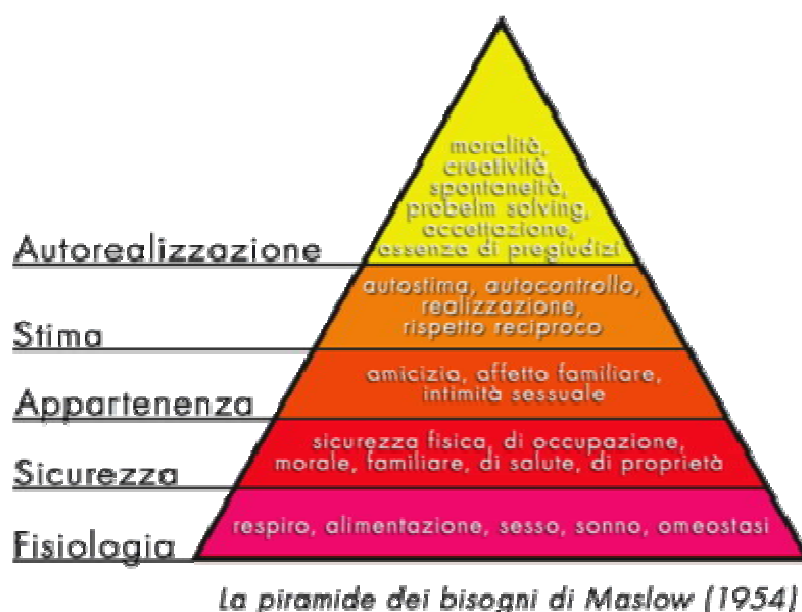 moralità,
creatività,
spontaneità,
probelm solving,
accettazione,
assenza di pregiudizi
Autorealizzazione
autostima, autocontrollo,
realizzazione,
rispetto reciproco
Stima
amicizia, affetto familiare,
intimità sessuale
Appartenenza
sicurezza fisica, di occupazione,
morale, familiare, di salute, di proprietà
Sicurezza
respiro, alimentazione, sesso, sonno, omeostasi
Fisiologia
La piramide dei bisogni di Maslow (1954)